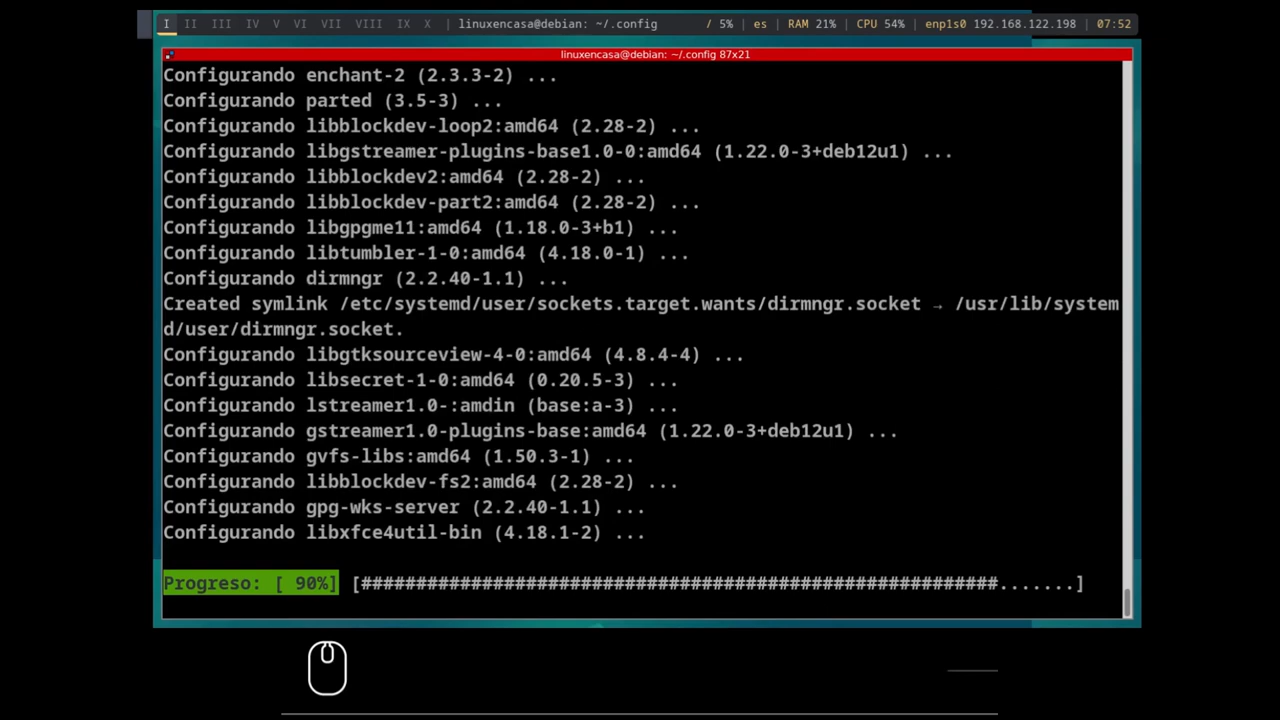 I II III IV V VI VII VIII IX X | linuxencasa@debian: ~/.config / 5% | es | RAM 21% | CPU 54% | enp1s0 192.168.122.198 | 07:52
linuxencasa@debian: ~/.config 87x21
Configurando enchant-2 (2.3.3-2) ...
Configurando parted (3.5-3) ...
Configurando libblockdev-loop2:amd64 (2.28-2) ...
Configurando libgstreamer-plugins-base1.0-0:amd64 (1.22.0-3+deb12u1) ...
Configurando libblockdev2:amd64 (2.28-2) ...
Configurando libblockdev-part2:amd64 (2.28-2) ...
Configurando libgpgme11:amd64 (1.18.0-3+b1) ...
Configurando libtumbler-1-0:amd64 (4.18.0-1) ...
Configurando dirmngr (2.2.40-1.1) ...
Created symlink /etc/systemd/user/sockets.target.wants/dirmngr.socket → /usr/lib/system
d/user/dirmngr.socket.
Configurando libgtksourceview-4-0:amd64 (4.8.4-4) ...
Configurando libsecret-1-0:amd64 (0.20.5-3) ...
Configurando lstreamer1.0-:amdin (base:a-3) ...
Configurando gstreamer1.0-plugins-base:amd64 (1.22.0-3+deb12u1) ...
Configurando gvfs-libs:amd64 (1.50.3-1) ...
Configurando libblockdev-fs2:amd64 (2.28-2) ...
Configurando gpg-wks-server (2.2.40-1.1) ...
Configurando libxfce4util-bin (4.18.1-2) ...
Progreso: [ 90%] [##########################################################.......]